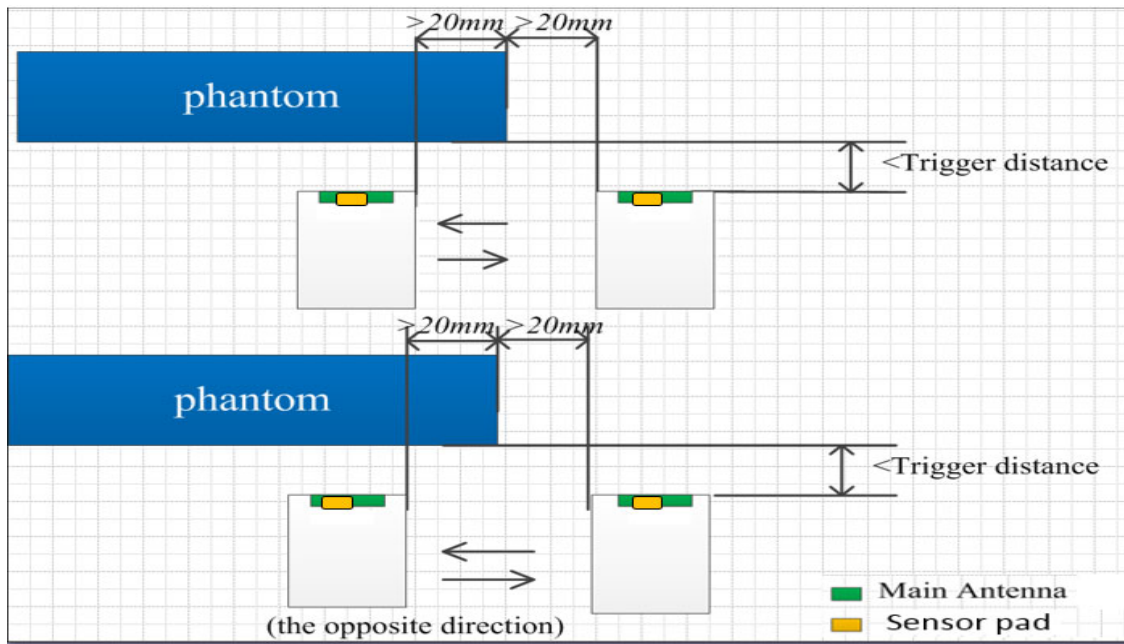 >20mm >20mm
phantom
<Trigger distance
>20mm >20mm
phantom
<Trigger distance
(the opposite direction)
Main Antenna
Sensor pad